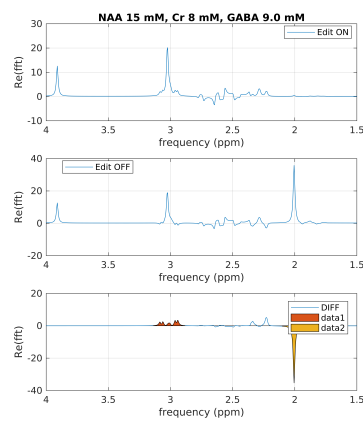 NAA 15 mM, Cr 8 mM, GABA 9.0 mM
30
20
10
0
-10
Re(fft)
Edit ON
4 3.5 3 2.5 2 1.5
frequency (ppm)
40
20
0
-20
Re(fft)
Edit OFF
4 3.5 3 2.5 2 1.5
frequency (ppm)
20
0
-20
-40
Re(fft)
DIFF
data1
data2
4 3.5 3 2.5 2 1.5
frequency (ppm)